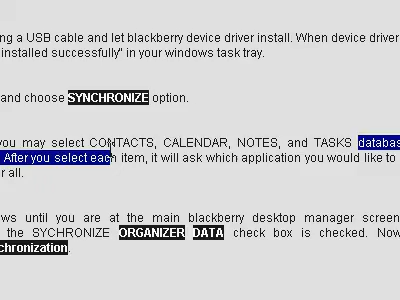 ng a USB cable and let blackberry device driver install. When device driver
installed successfully" in your windows task tray.
and choose SYNCHRONIZE option.
you may select CONTACTS, CALENDAR, NOTES, and TASKS databas
After you select each item, it will ask which application you would like to
r all.
ws until you are at the main blackberry desktop manager screen
the SYCHRONIZE ORGANIZER DATA check box is checked. Now
chronization.